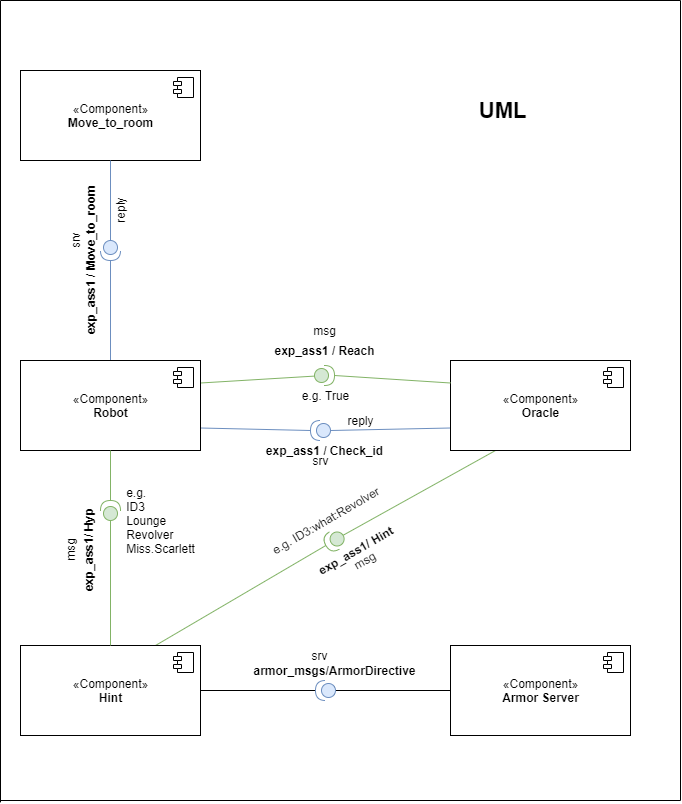 UML
«Component»
Move_to_room
reply
srv
exp_ass1 / Move_to_room
msg
exp_ass1 / Reach
e.g. True
«Component»
Robot
«Component»
Oracle
reply
exp_ass1 / Check_id
srv
e.g.
ID3
Lounge
Revolver
Miss.Scarlett
msg
exp_ass1/ Hyp
e.g. ID3:what:Revolver
exp_ass1/ Hint
msg
«Component»
Hint
srv
armor_msgs/ArmorDirective
«Component»
Armor Server